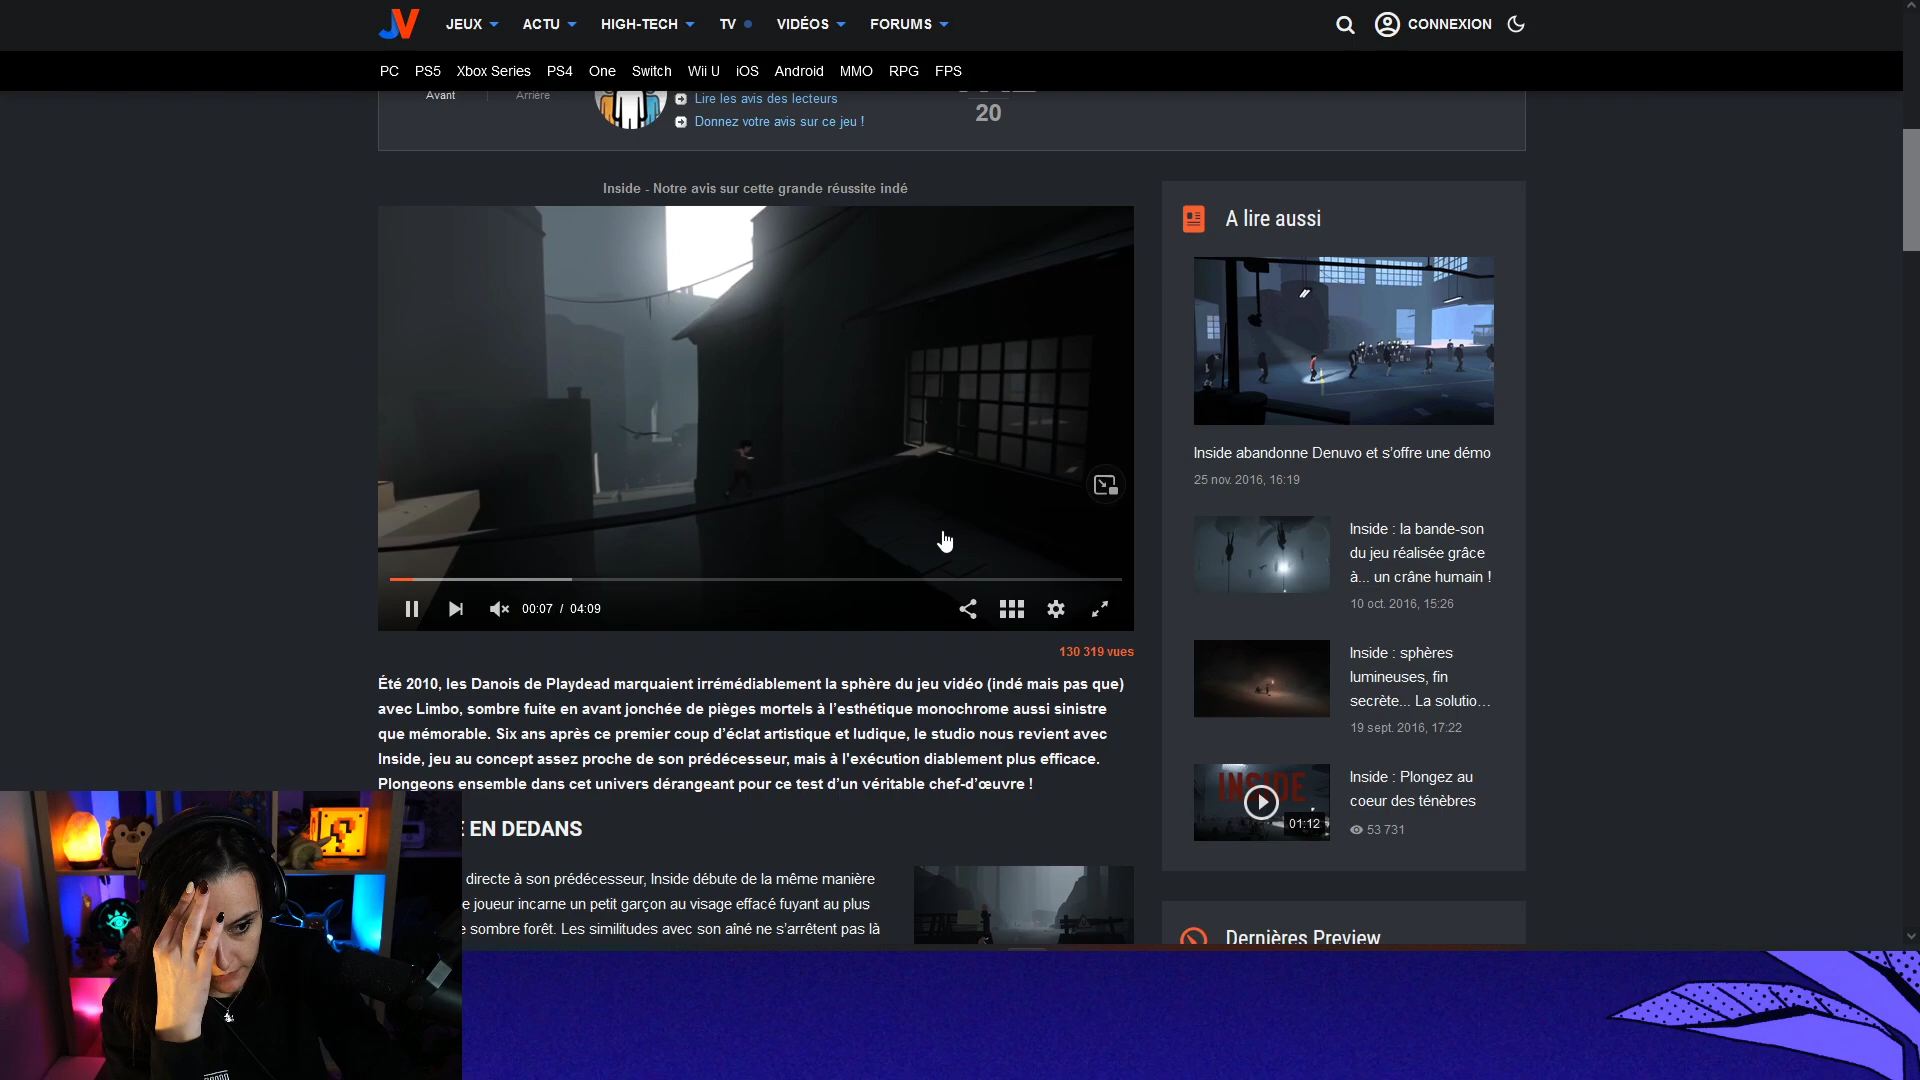 JV
JEUX
ACTU
HIGH-TECH
TV
VIDÉOS
FORUMS
CONNEXION
PC PS5 Xbox Series PS4 One Switch Wii U iOS Android MMO RPG FPS
Avant
Arrière
Lire les avis des lecteurs
Donnez votre avis sur ce jeu !
20
Inside - Notre avis sur cette grande réussite indé
00:07 / 04:09
130 319 vues
Été 2010, les Danois de Playdead marquaient irrémédiablement la sphère du jeu vidéo (indé mais pas que)
avec Limbo, sombre fuite en avant jonchée de pièges mortels à l’esthétique monochrome aussi sinistre
que mémorable. Six ans après ce premier coup d’éclat artistique et ludique, le studio nous revient avec
Inside, jeu au concept assez proche de son prédécesseur, mais à l'exécution diablement plus efficace.
Plongeons ensemble dans cet univers dérangeant pour ce test d’un véritable chef-d’œuvre !
EN DEDANS
directe à son prédécesseur, Inside débute de la même manière
e joueur incarne un petit garçon au visage effacé fuyant au plus
sombre forêt. Les similitudes avec son aîné ne s’arrêtent pas là
A lire aussi
Inside abandonne Denuvo et s’offre une démo
25 nov. 2016, 16:19
Inside : la bande-son
du jeu réalisée grâce
à... un crâne humain !
10 oct. 2016, 15:26
Inside : sphères
lumineuses, fin
secrète... La solutio…
19 sept. 2016, 17:22
INSIDE
01:12
Inside : Plongez au
coeur des ténèbres
53 731
Dernières Preview